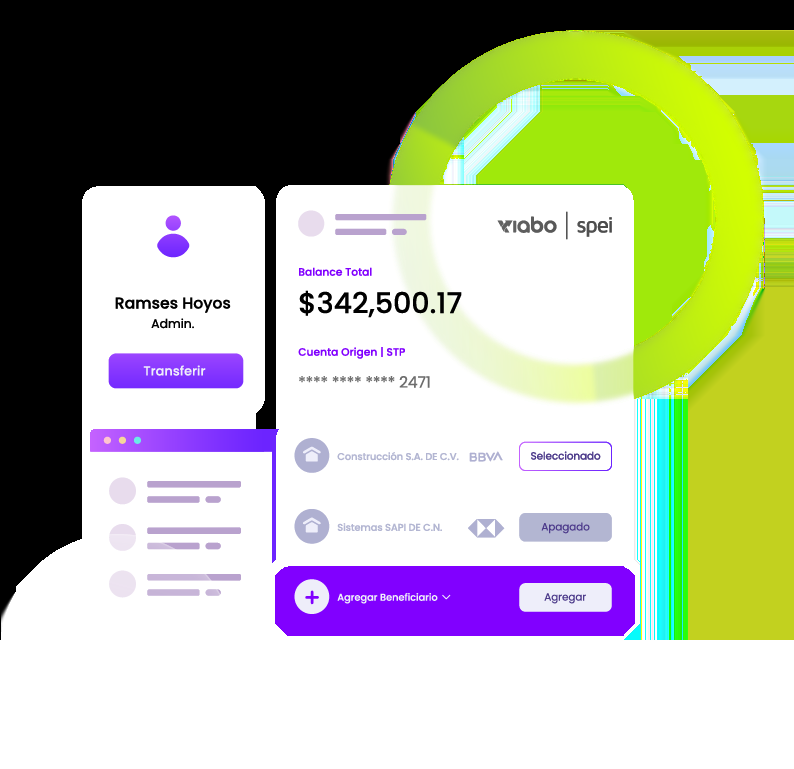 Ramses Hoyos
Admin.
Transferir
viabo | spei
Balance Total
$342,500.17
Cuenta Origen | STP
**** **** **** 2471
Construcción S.A. DE C.V. BBVA Seleccionado
Sistemas SAPI DE C.N. Apagado
Agregar Beneficiario Agregar